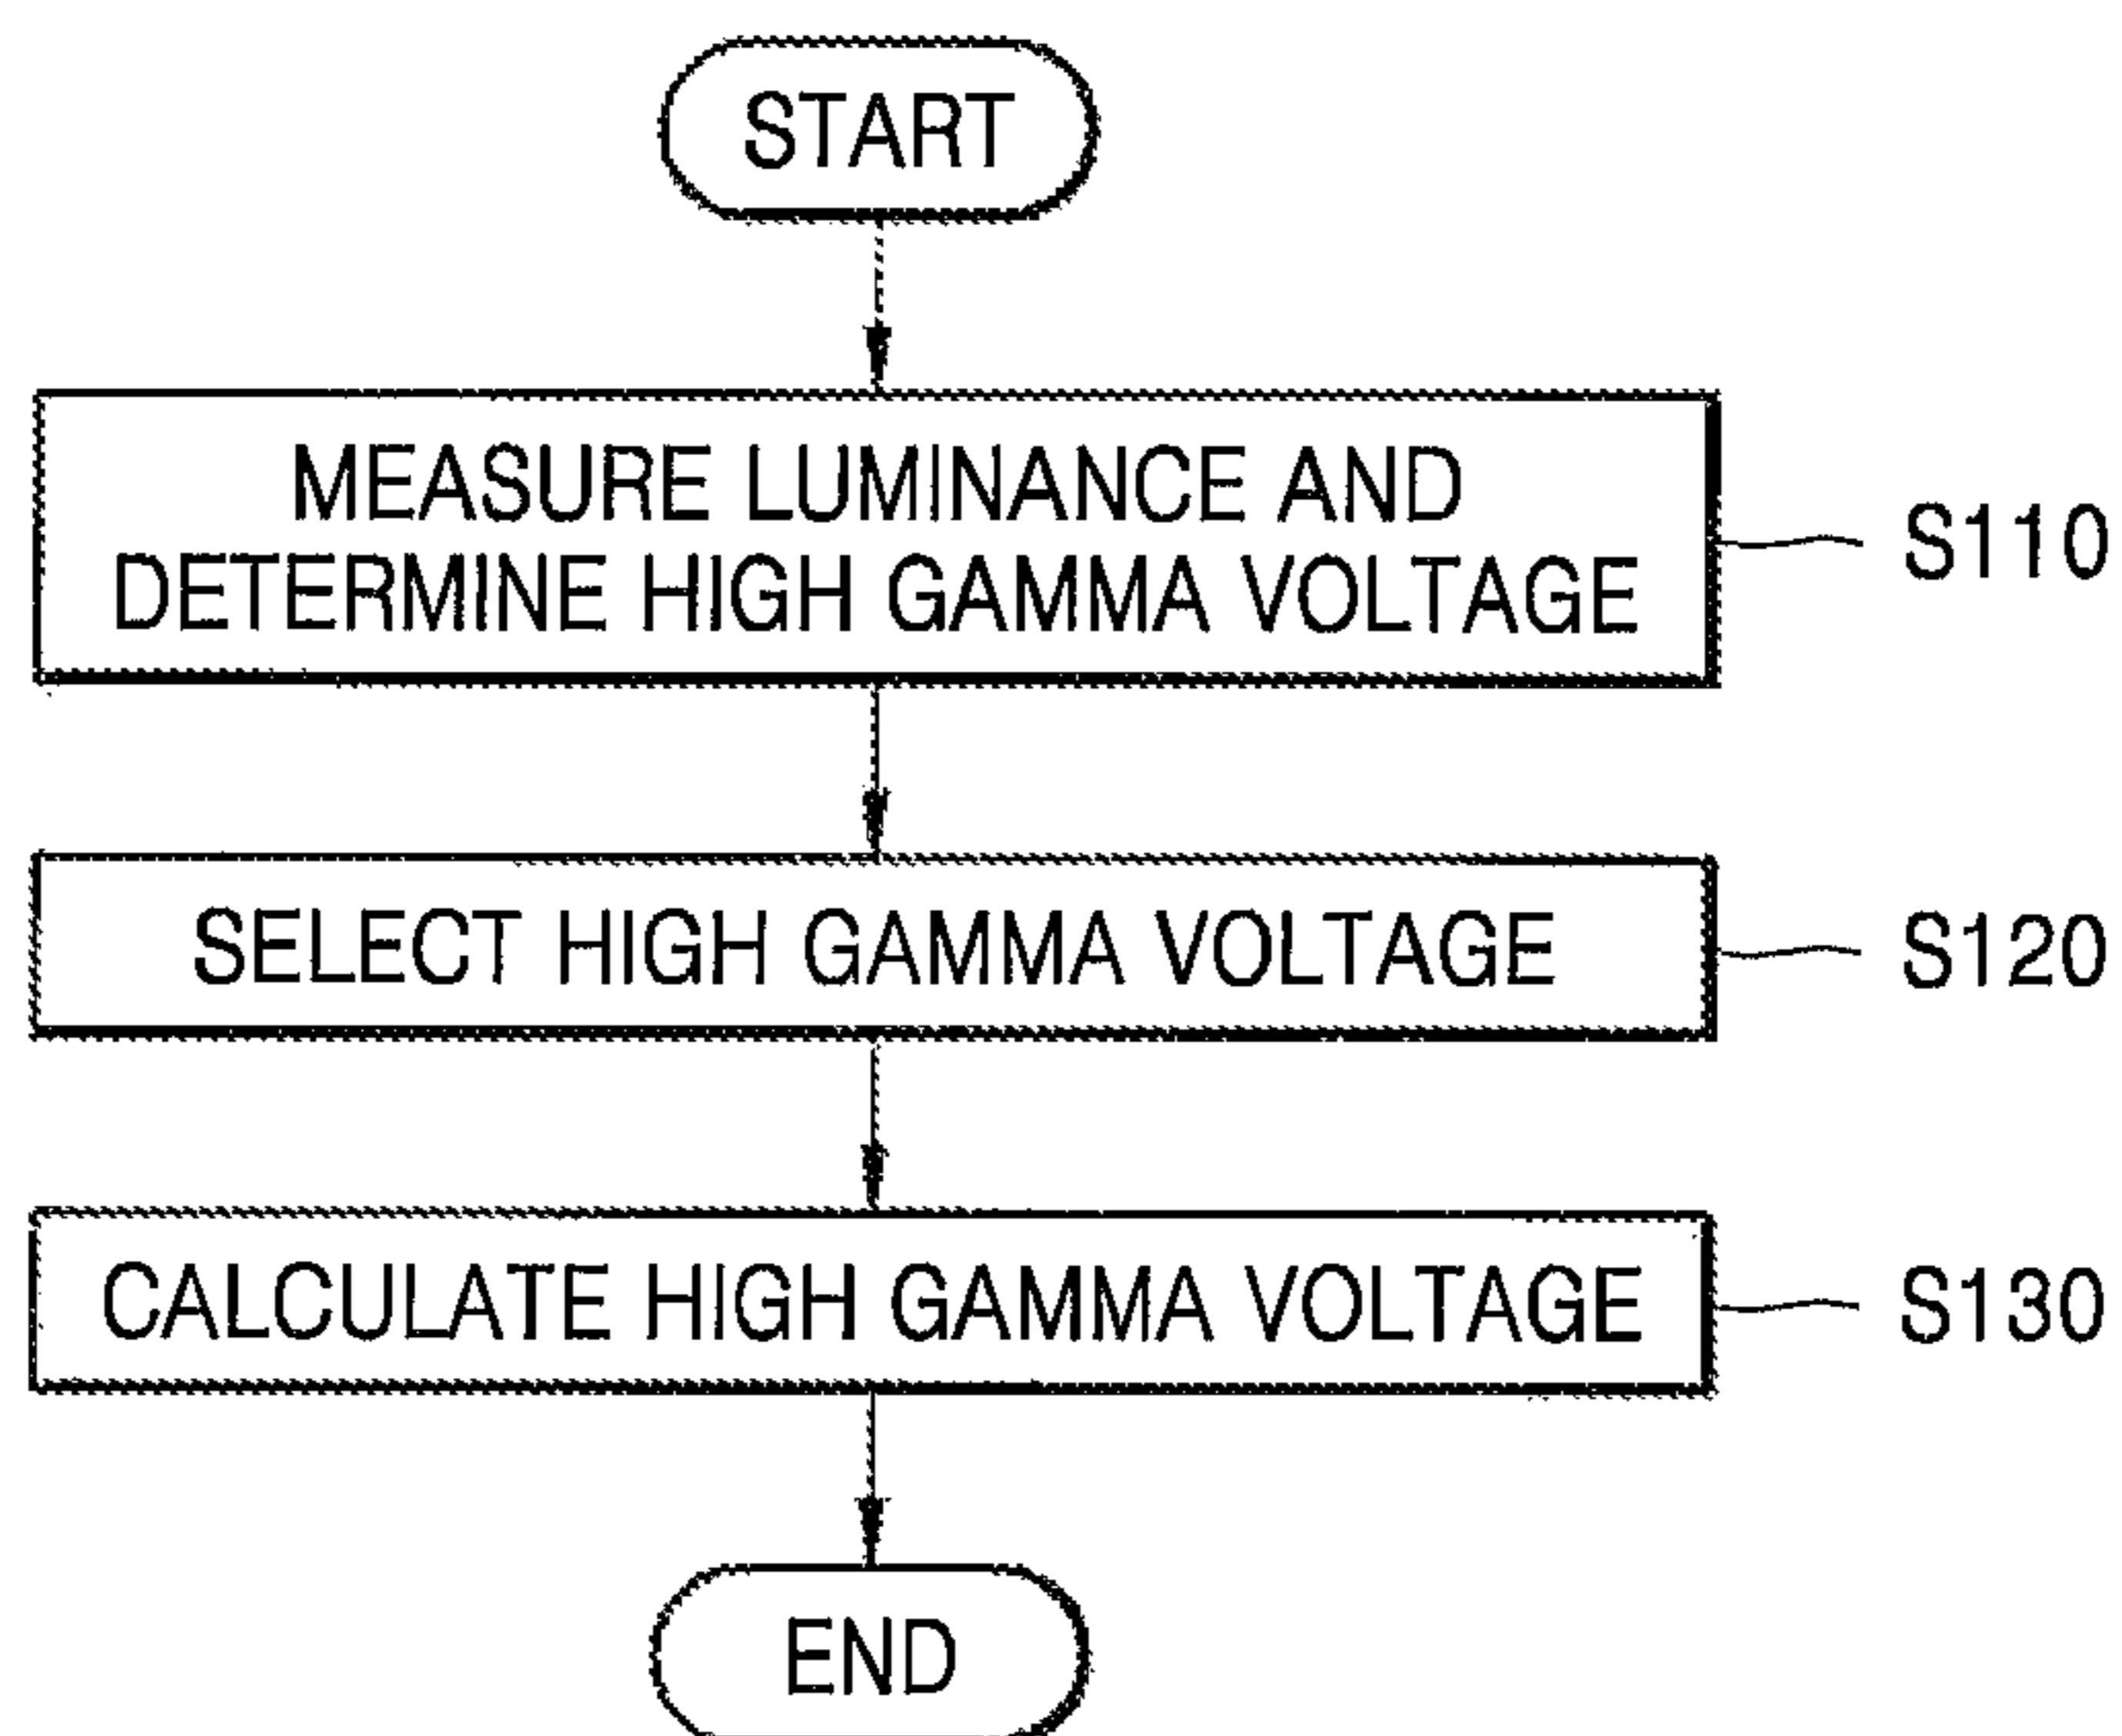 START
MEASURE LUMINANCE AND
DETERMINE HIGH GAMMA VOLTAGE
S110
SELECT HIGH GAMMA VOLTAGE
S120
CALCULATE HIGH GAMMA VOLTAGE
S130
END